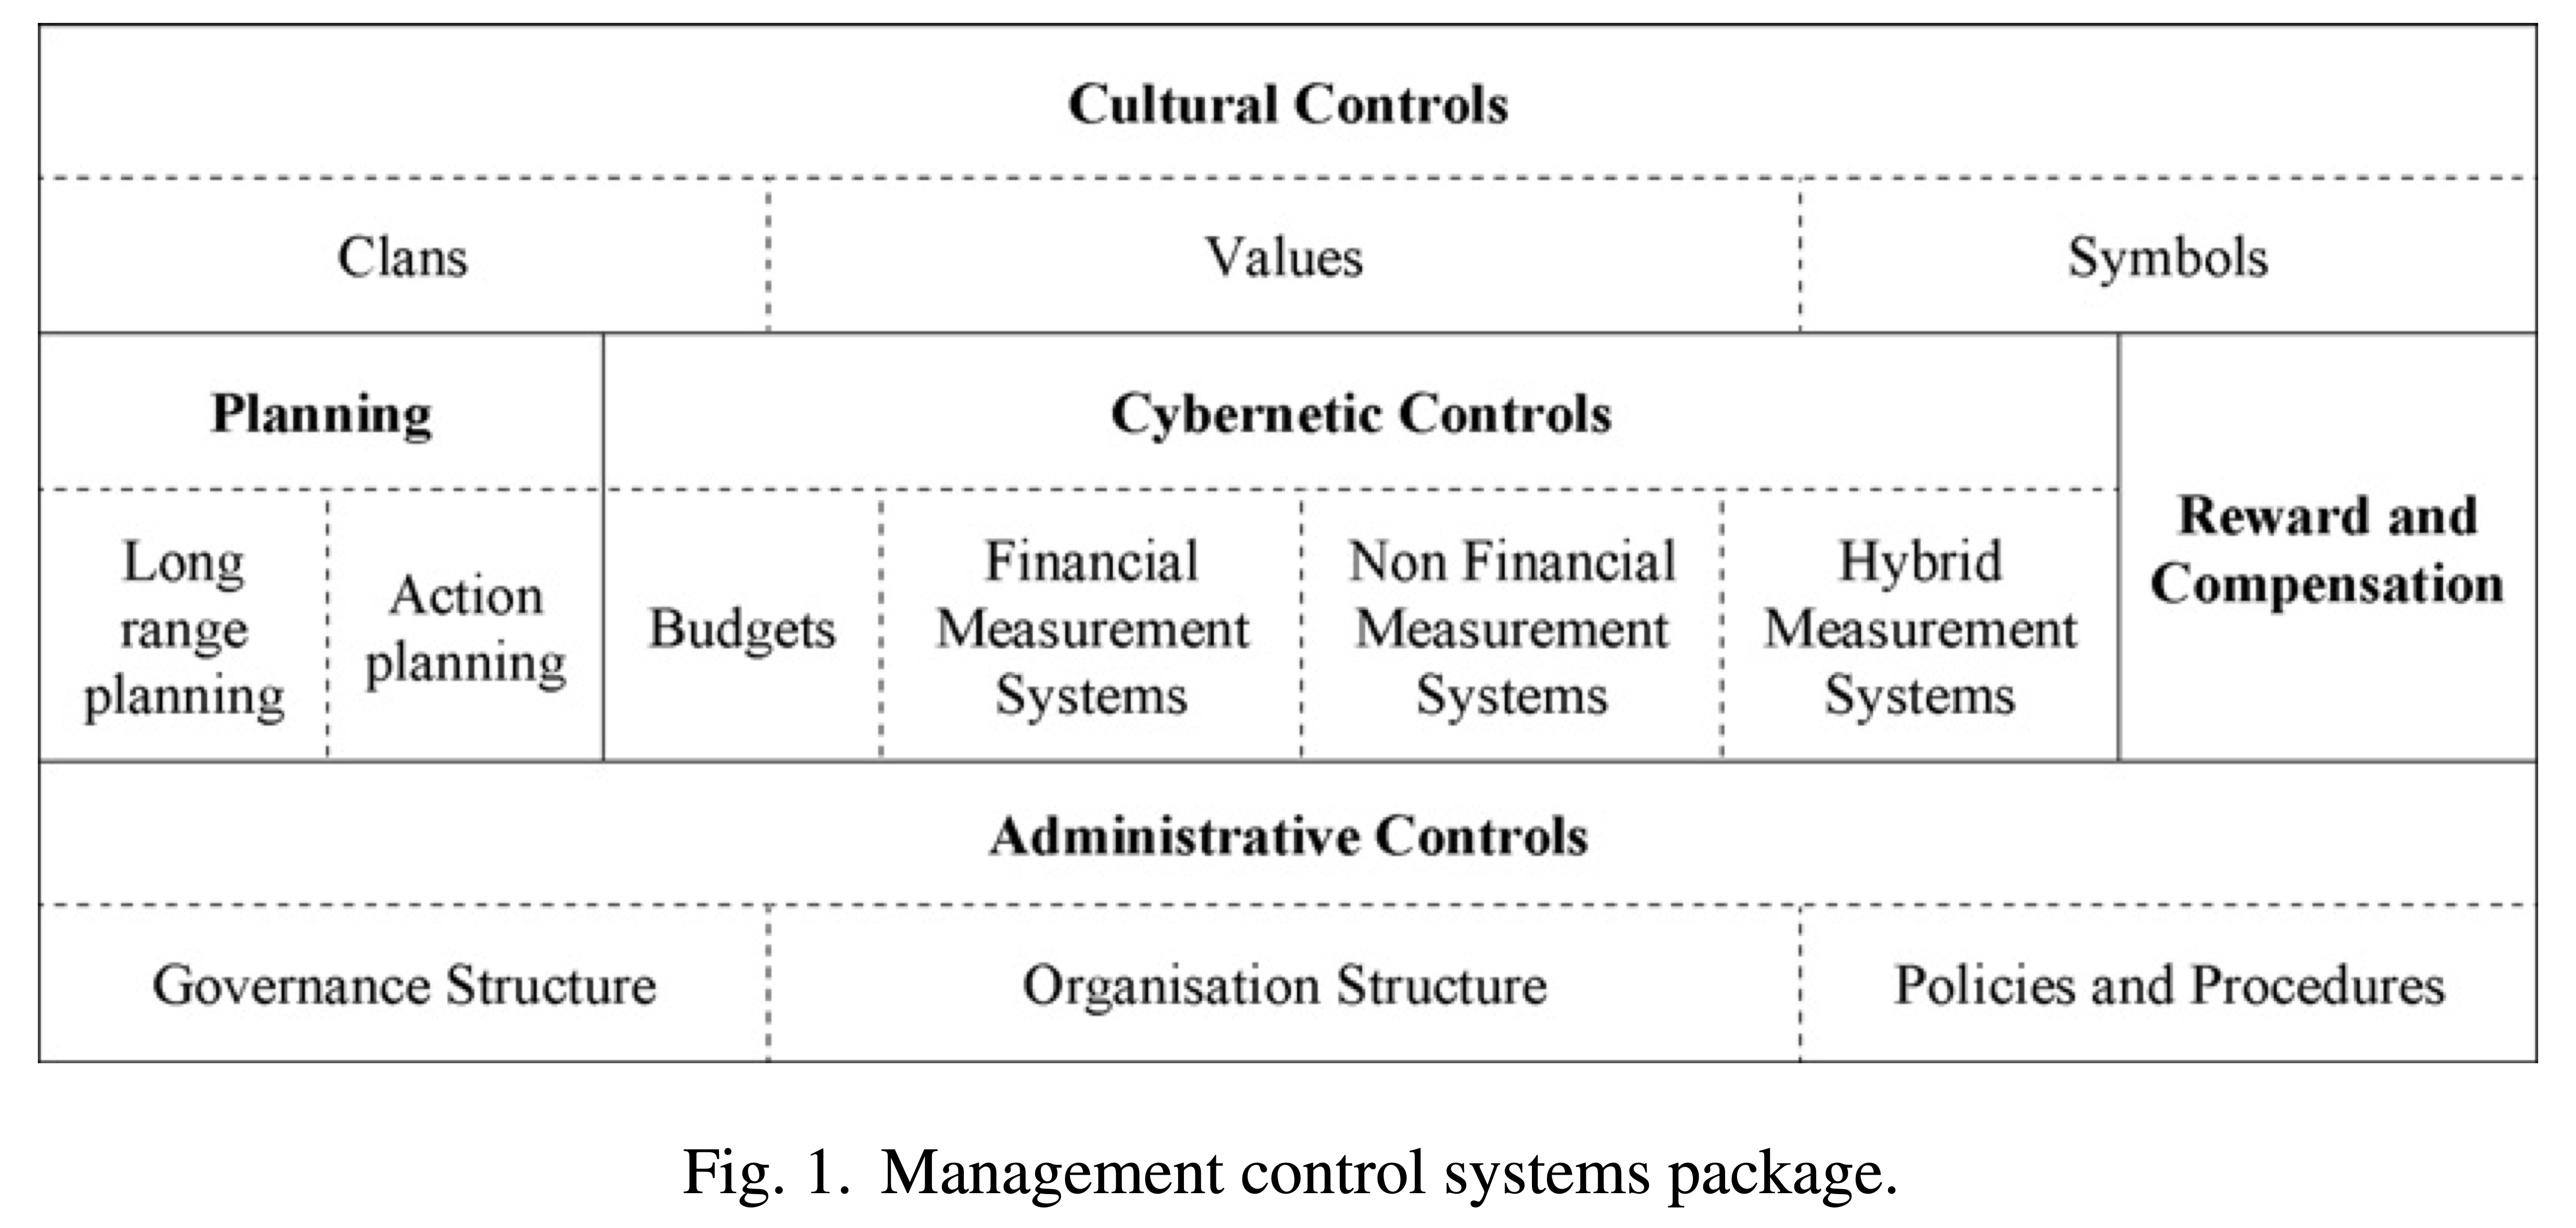 Cultural Controls
Clans
Values
Symbols
Planning
Cybernetic Controls
Reward and
Compensation
Long
range
planning
Action
planning
Budgets
Financial
Measurement
Systems
Non Financial
Measurement
Systems
Hybrid
Measurement
Systems
Administrative Controls
Governance Structure
Organisation Structure
Policies and Procedures
Fig. 1. Management control systems package.